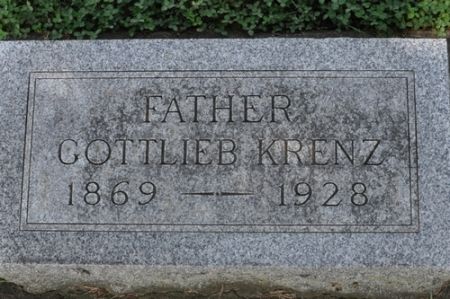 FATHER
GOTTLIEB KRENZ
1869 — 1928